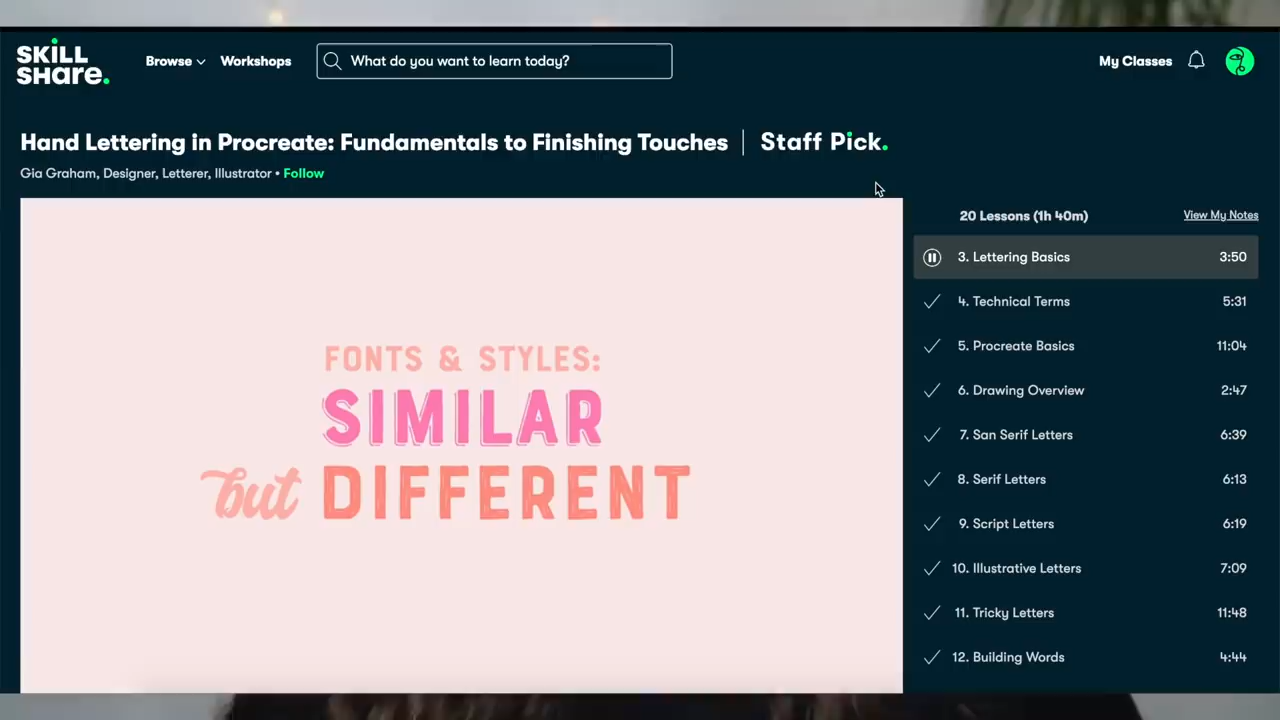 SKILL
SHare.
Browse
Workshops
What do you want to learn today?
My Classes
Hand Lettering in Procreate: Fundamentals to Finishing Touches | Staff Pick.
Gia Graham, Designer, Letterer, Illustrator • Follow
FONTS & STYLES:
SIMILAR
but DIFFERENT
20 Lessons (1h 40m)
View My Notes
3. Lettering Basics 3:50
4. Technical Terms 5:31
5. Procreate Basics 11:04
6. Drawing Overview 2:47
7. San Serif Letters 6:39
8. Serif Letters 6:13
9. Script Letters 6:19
10. Illustrative Letters 7:09
11. Tricky Letters 11:48
12. Building Words 4:44